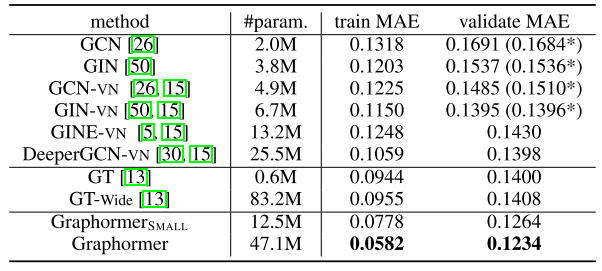 method #param. train MAE validate MAE
GCN [26] 2.0M 0.1318 0.1691 (0.1684*)
GIN [50] 3.8M 0.1203 0.1537 (0.1536*)
GCN-VN [26, 15] 4.9M 0.1225 0.1485 (0.1510*)
GIN-VN [50, 15] 6.7M 0.1150 0.1395 (0.1396*)
GINE-VN [5, 15] 13.2M 0.1248 0.1430
DeeperGCN-VN [30, 15] 25.5M 0.1059 0.1398
GT [13] 0.6M 0.0944 0.1400
GT-Wide [13] 83.2M 0.0955 0.1408
GraphormerSMALL 12.5M 0.0778 0.1264
Graphormer 47.1M 0.0582 0.1234